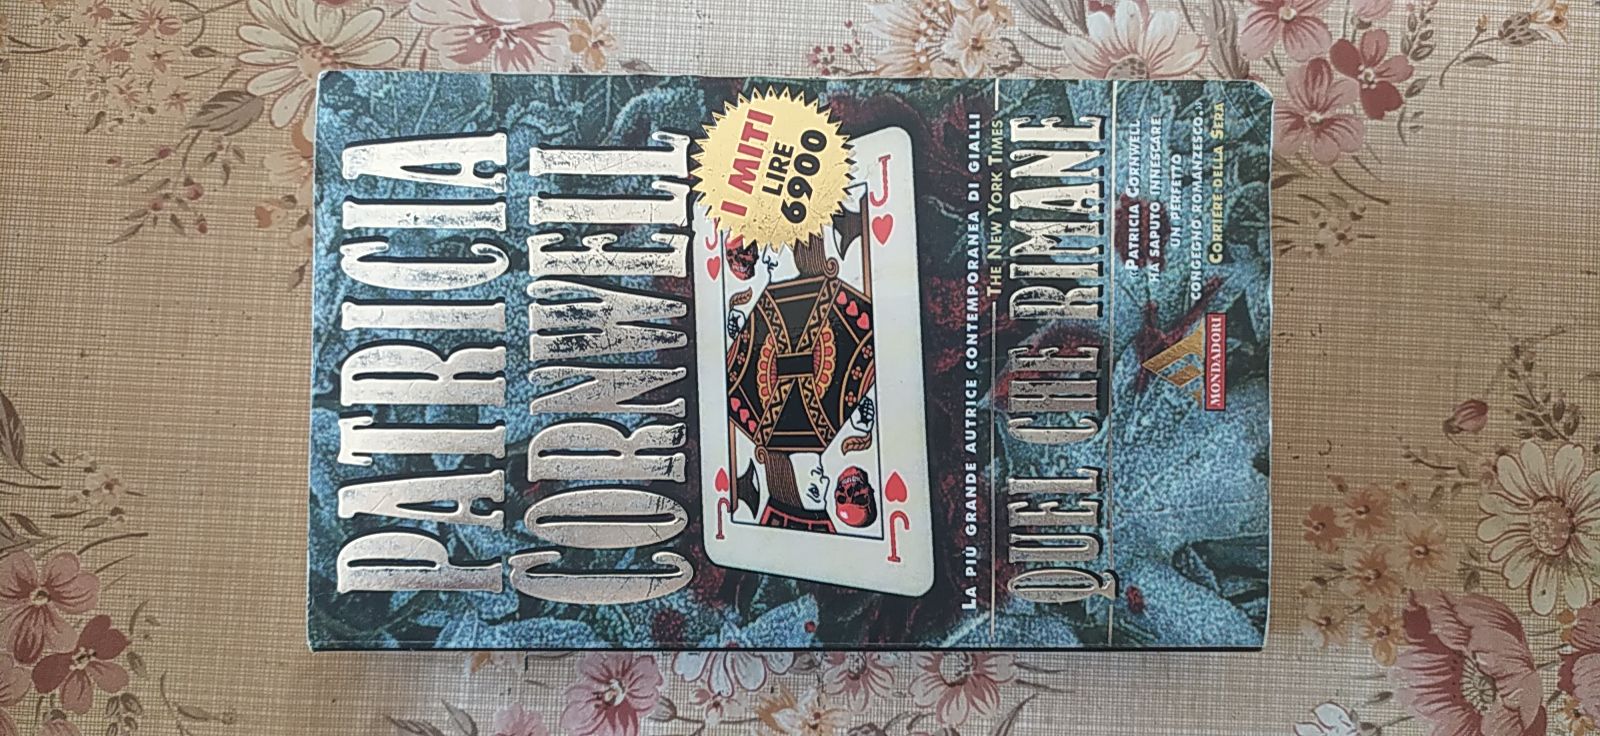 PATRICIA
CORNWELL
I MITI
LIRE
6900
J
J
J
J
LA PIÙ GRANDE AUTRICE CONTEMPORANEA DI GIALLI
THE NEW YORK TIMES
QUEL CHE RIMANE
«PATRICIA CORNWELL
HA SAPUTO INNESCARE
UN PERFETTO
CONGEGNO ROMANZESCO.»
CORRIERE DELLA SERA
MONDADORI